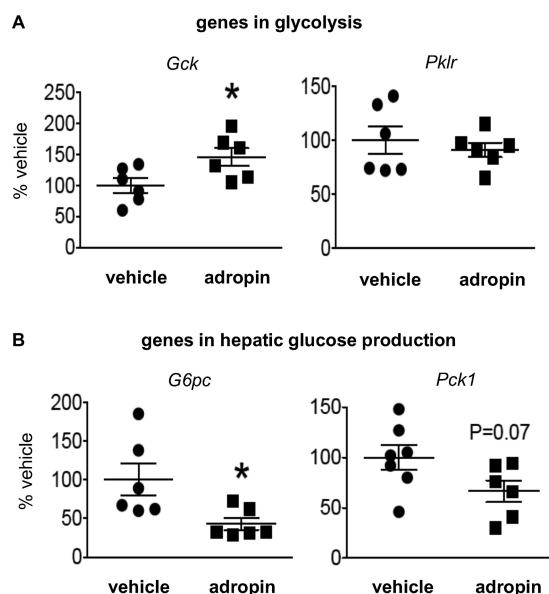 A genes in glycolysis
Gck Pklr
% vehicle
250
200
150
100
50
0
*
vehicle adropin
150
100
50
0
vehicle adropin
B genes in hepatic glucose production
G6pc Pck1
% vehicle
200
150
100
50
0
*
vehicle adropin
150
100
50
0
P=0.07
vehicle adropin